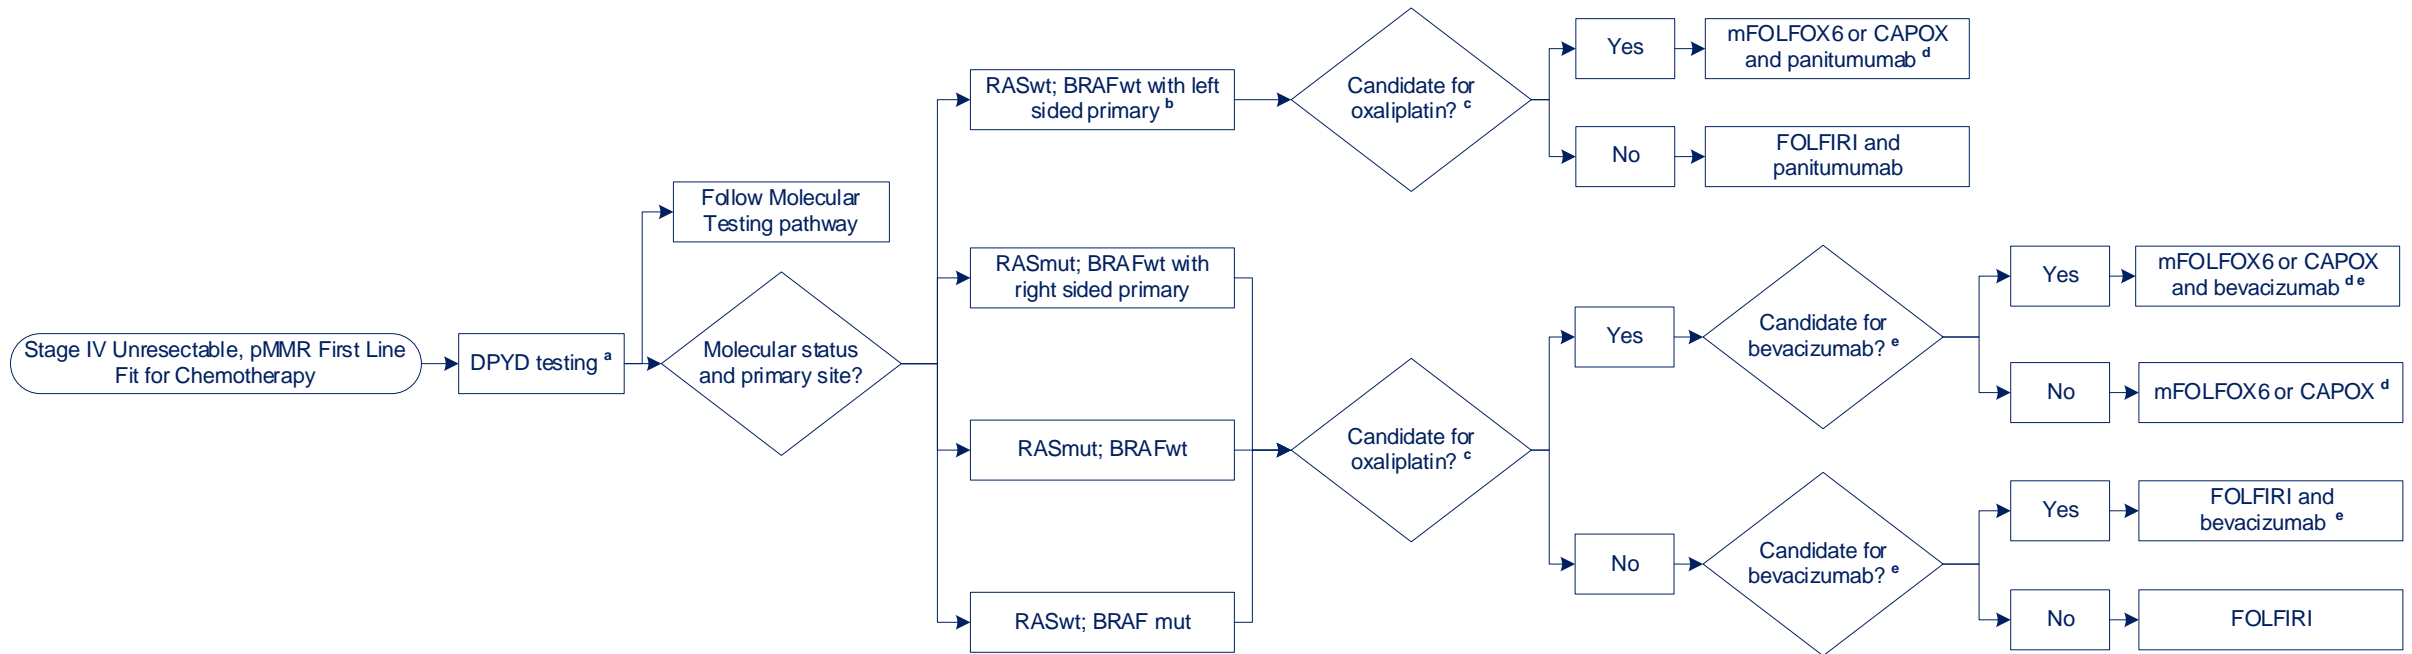 Stage IV Unresectable, pMMR First Line
Fit for Chemotherapy
DPYD testing a
Follow Molecular
Testing pathway
Molecular status
and primary site?
RASwt; BRAFwt with left
sided primary b
Candidate for
oxaliplatin? c
Yes
mFOLFOX6 or CAPOX
and panitumumab d
No
FOLFIRI and
panitumumab
RASmut; BRAFwt with
right sided primary
RASmut; BRAFwt
RASwt; BRAF mut
Candidate for
oxaliplatin? c
Yes
Candidate for
bevacizumab? e
Yes
mFOLFOX6 or CAPOX
and bevacizumab d e
No
mFOLFOX6 or CAPOX d
No
Candidate for
bevacizumab? e
Yes
FOLFIRI and
bevacizumab e
No
FOLFIRI